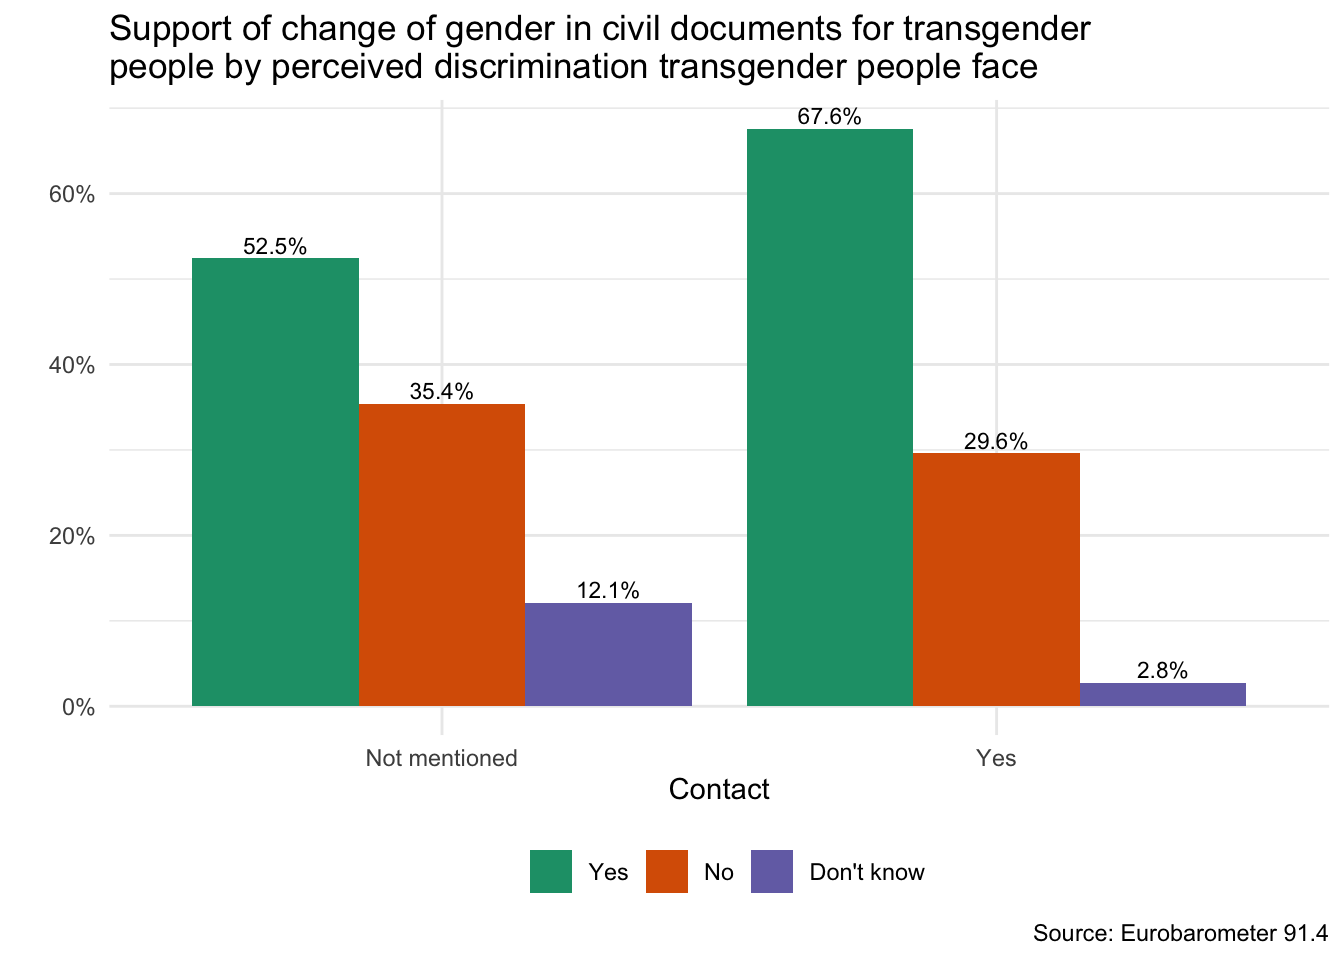 Support of change of gender in civil documents for transgender
people by perceived discrimination transgender people face
67.6%
60%
52.5%
40%
35.4%
29.6%
20%
12.1%
2.8%
0%
Not mentioned Yes
Contact
Yes No Don't know
Source: Eurobarometer 91.4